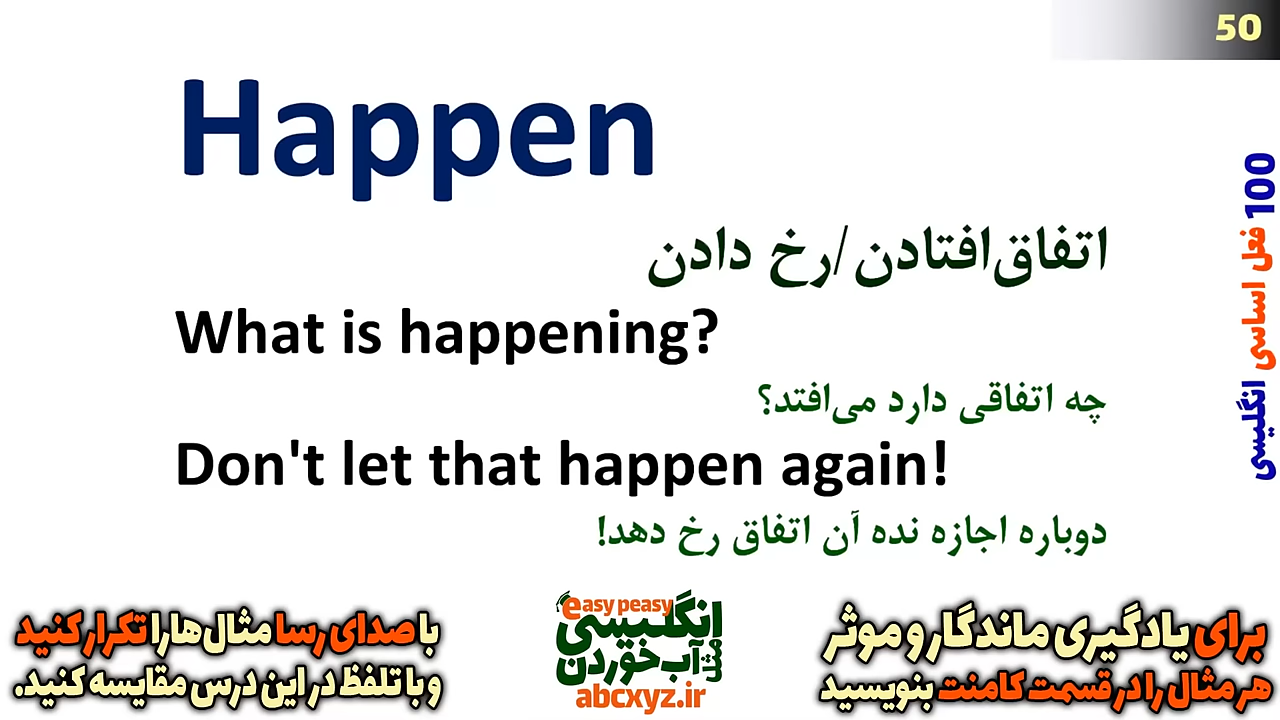 50
Happen
اتفاق‌افتادن/رخ دادن
What is happening?
چه اتفاقی دارد می‌افتد؟
Don't let that happen again!
دوباره اجازه نده آن اتفاق رخ دهد!
100 فعل اساسی انگلیسی
برای یادگیری ماندگار و موثر
هر مثال را در قسمت کامنت بنویسید
easy peasy
انگلیسی
مثل آب خوردن
abcxyz.ir
با صدای رسا مثال‌ها را تکرار کنید
و با تلفظ در این درس مقایسه کنید.